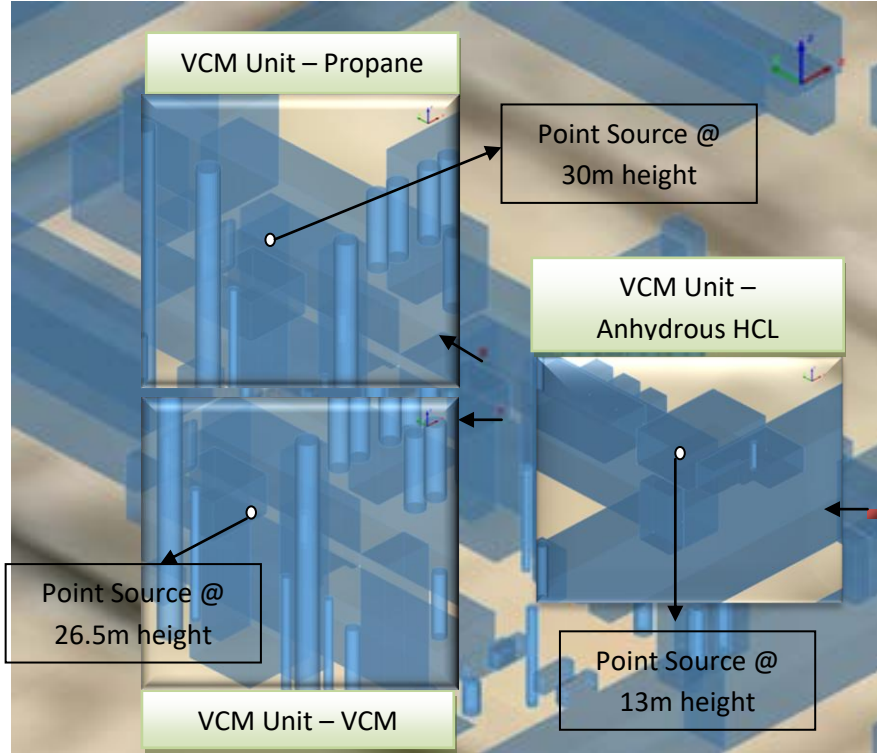 VCM Unit – Propane
Point Source @
30m height
VCM Unit –
Anhydrous HCL
Point Source @
26.5m height
Point Source @
13m height
VCM Unit – VCM